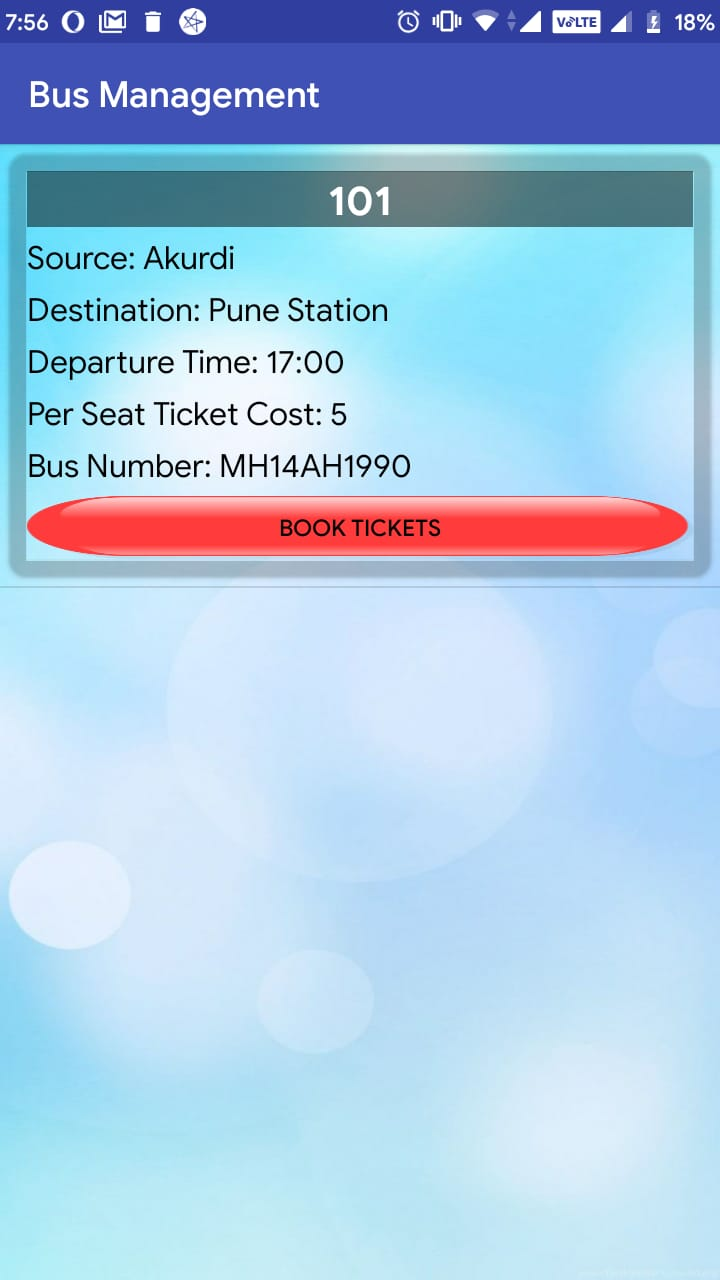 7:56 VoLTE 18%
Bus Management
101
Source: Akurdi
Destination: Pune Station
Departure Time: 17:00
Per Seat Ticket Cost: 5
Bus Number: MH14AH1990
BOOK TICKETS